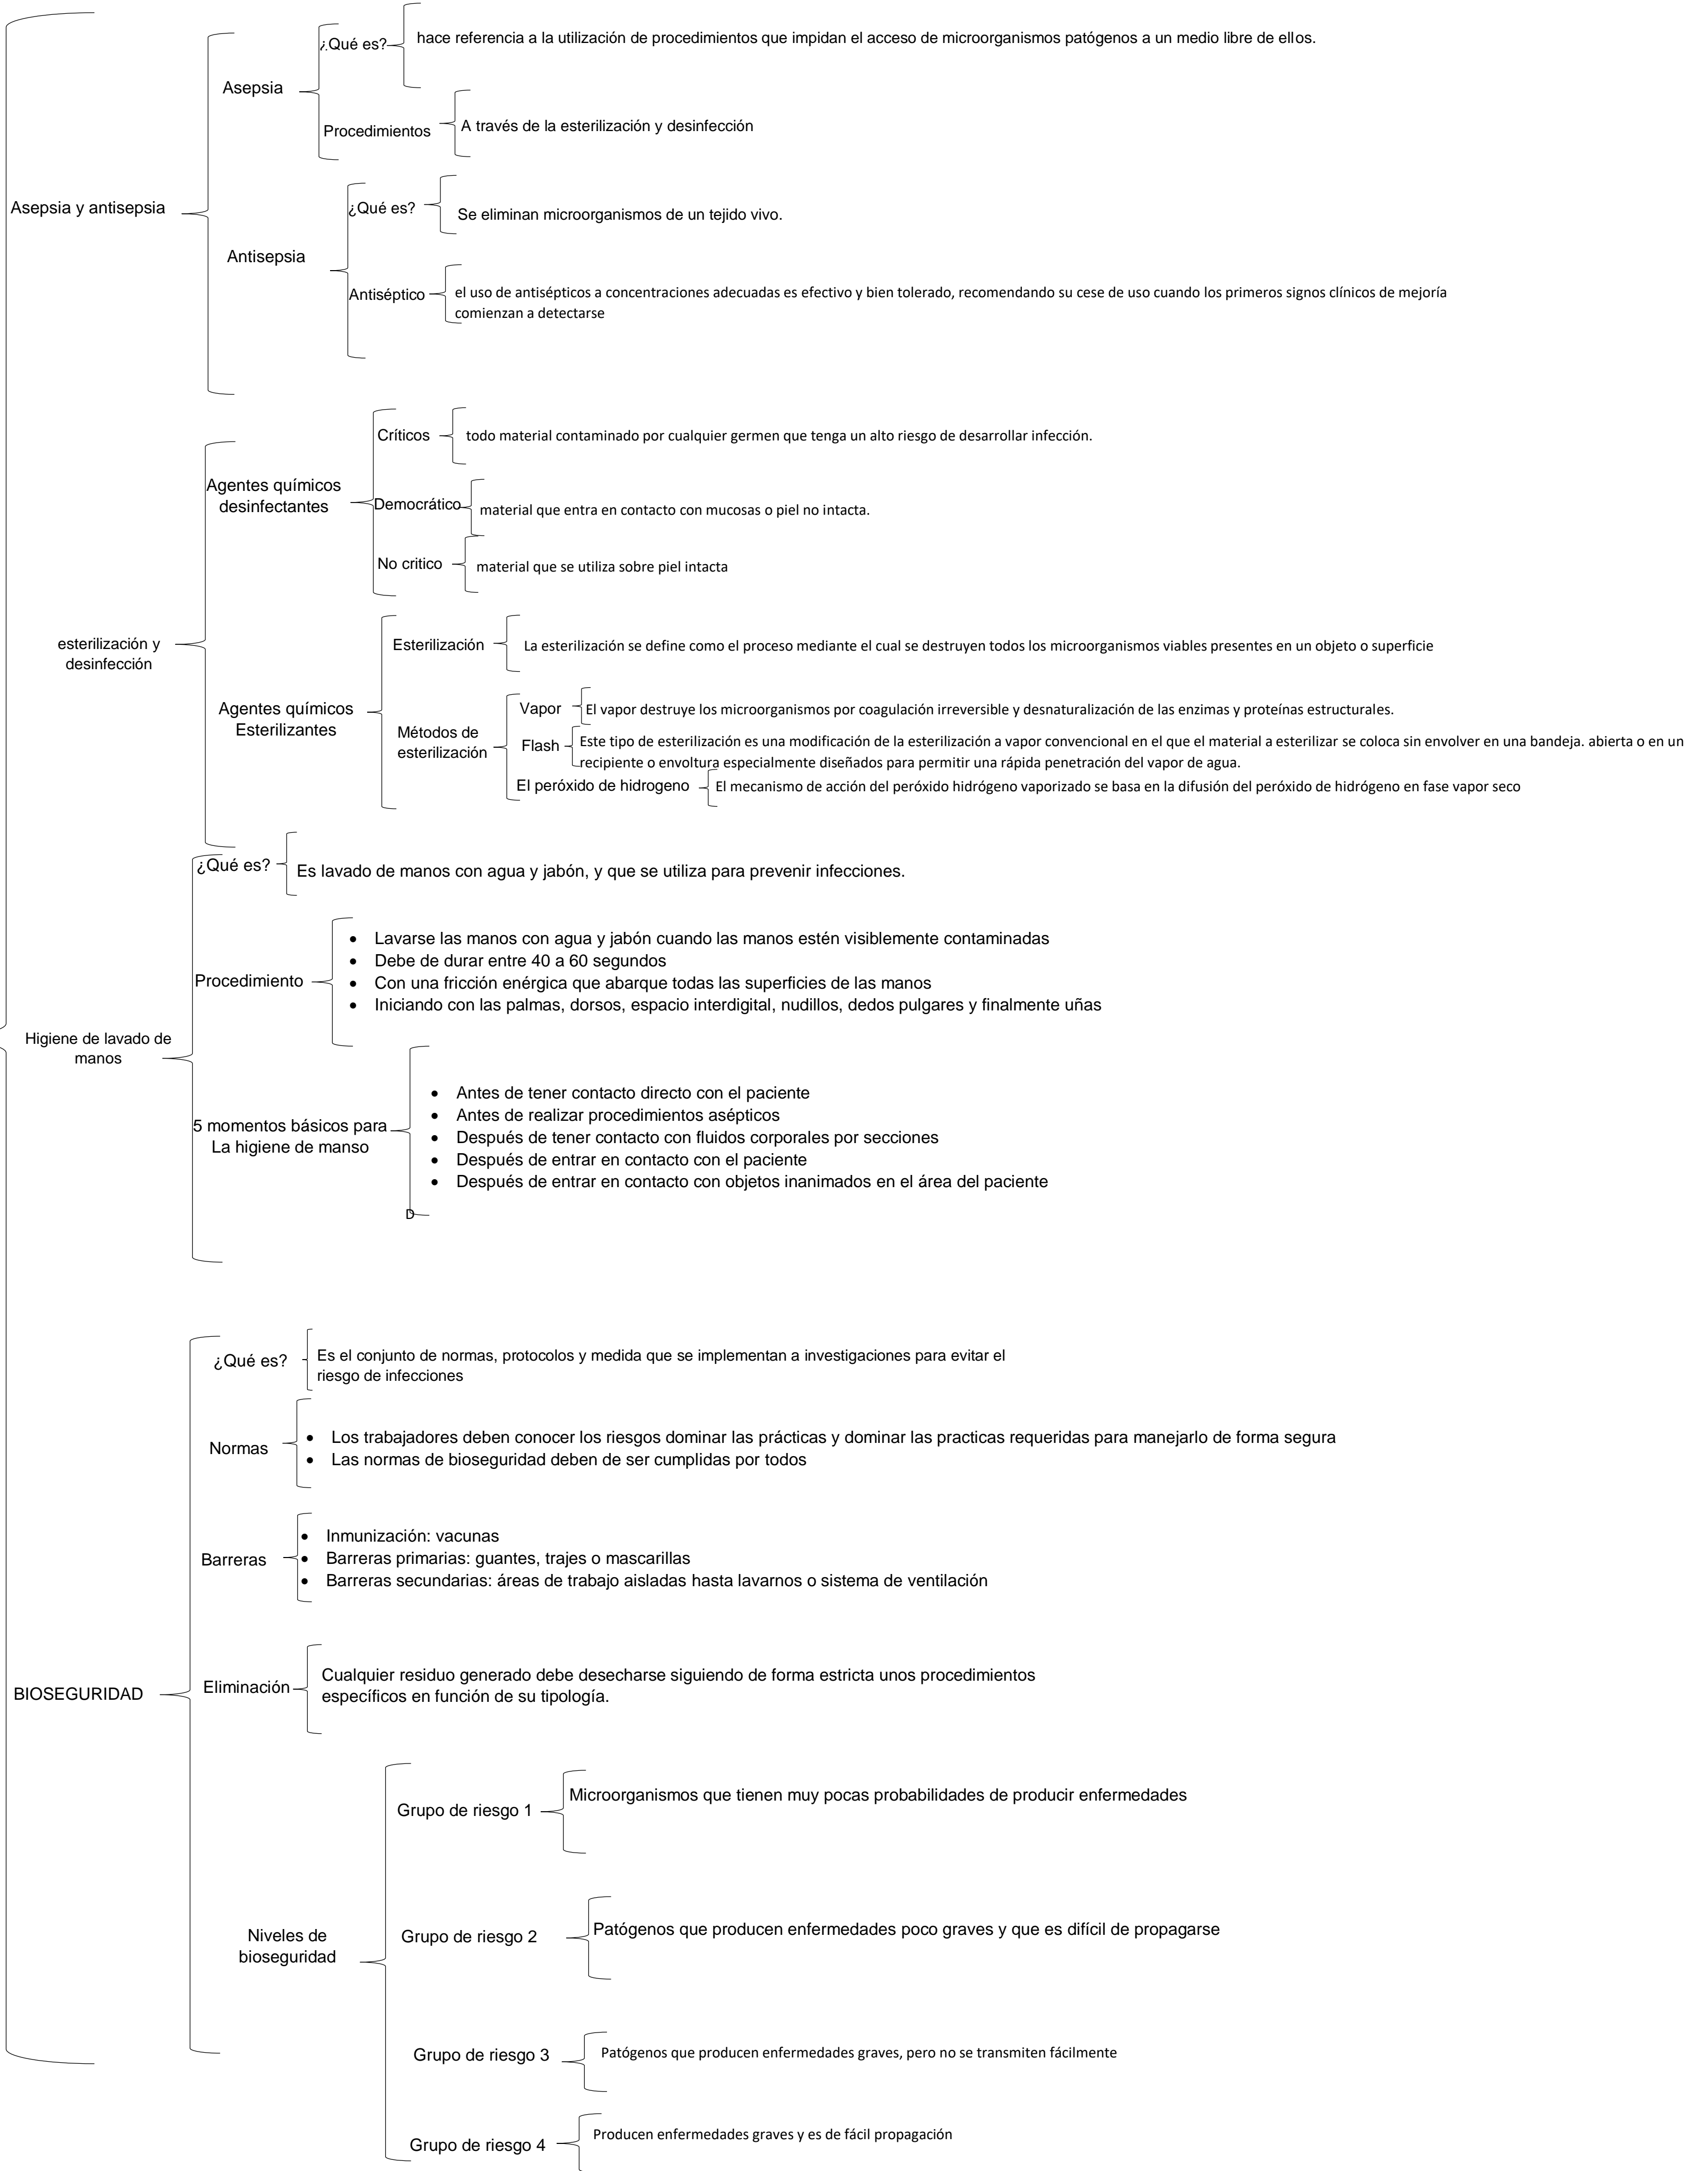 Asepsia y antisepsia
Asepsia
¿Qué es?
hace referencia a la utilización de procedimientos que impidan el acceso de microorganismos patógenos a un medio libre de ellos.
Procedimientos
A través de la esterilización y desinfección
Antisepsia
¿Qué es?
Se eliminan microorganismos de un tejido vivo.
Antiséptico
el uso de antisépticos a concentraciones adecuadas es efectivo y bien tolerado, recomendando su cese de uso cuando los primeros signos clínicos de mejoría
comienzan a detectarse
esterilización y
desinfección
Agentes químicos
desinfectantes
Críticos
todo material contaminado por cualquier germen que tenga un alto riesgo de desarrollar infección.
Democrático
material que entra en contacto con mucosas o piel no intacta.
No critico
material que se utiliza sobre piel intacta
Agentes químicos
Esterilizantes
Esterilización
La esterilización se define como el proceso mediante el cual se destruyen todos los microorganismos viables presentes en un objeto o superficie
Métodos de
esterilización
Vapor
El vapor destruye los microorganismos por coagulación irreversible y desnaturalización de las enzimas y proteínas estructurales.
Flash
Este tipo de esterilización es una modificación de la esterilización a vapor convencional en el que el material a esterilizar se coloca sin envolver en una bandeja. abierta o en un
recipiente o envoltura especialmente diseñados para permitir una rápida penetración del vapor de agua.
El peróxido de hidrogeno
El mecanismo de acción del peróxido hidrógeno vaporizado se basa en la difusión del peróxido de hidrógeno en fase vapor seco
Higiene de lavado de
manos
¿Qué es?
Es lavado de manos con agua y jabón, y que se utiliza para prevenir infecciones.
Procedimiento
• Lavarse las manos con agua y jabón cuando las manos estén visiblemente contaminadas
• Debe de durar entre 40 a 60 segundos
• Con una fricción enérgica que abarque todas las superficies de las manos
• Iniciando con las palmas, dorsos, espacio interdigital, nudillos, dedos pulgares y finalmente uñas
5 momentos básicos para
La higiene de manso
• Antes de tener contacto directo con el paciente
• Antes de realizar procedimientos asépticos
• Después de tener contacto con fluidos corporales por secciones
• Después de entrar en contacto con el paciente
• Después de entrar en contacto con objetos inanimados en el área del paciente
D
BIOSEGURIDAD
¿Qué es?
Es el conjunto de normas, protocolos y medida que se implementan a investigaciones para evitar el
riesgo de infecciones
Normas
• Los trabajadores deben conocer los riesgos dominar las prácticas y dominar las practicas requeridas para manejarlo de forma segura
• Las normas de bioseguridad deben de ser cumplidas por todos
Barreras
• Inmunización: vacunas
• Barreras primarias: guantes, trajes o mascarillas
• Barreras secundarias: áreas de trabajo aisladas hasta lavarnos o sistema de ventilación
Eliminación
Cualquier residuo generado debe desecharse siguiendo de forma estricta unos procedimientos
específicos en función de su tipología.
Niveles de
bioseguridad
Grupo de riesgo 1
Microorganismos que tienen muy pocas probabilidades de producir enfermedades
Grupo de riesgo 2
Patógenos que producen enfermedades poco graves y que es difícil de propagarse
Grupo de riesgo 3
Patógenos que producen enfermedades graves, pero no se transmiten fácilmente
Grupo de riesgo 4
Producen enfermedades graves y es de fácil propagación